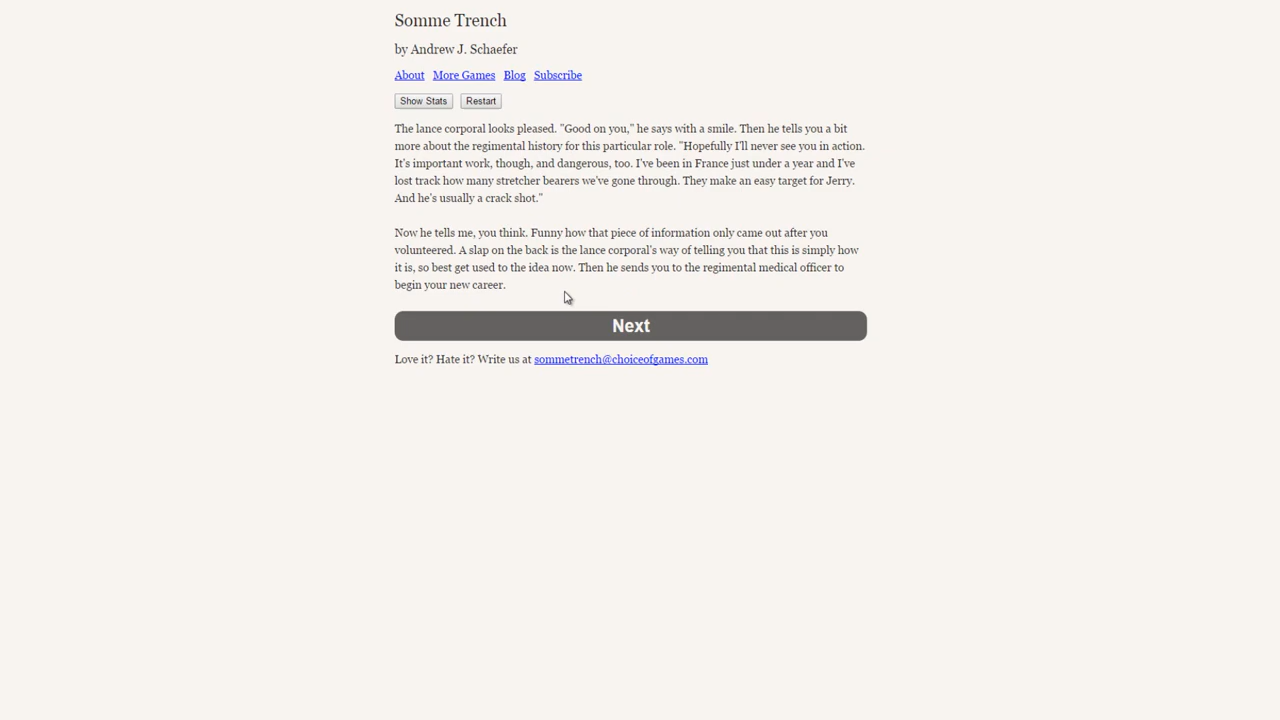 Somme Trench
by Andrew J. Schaefer
About More Games Blog Subscribe
Show Stats Restart
The lance corporal looks pleased. "Good on you," he says with a smile. Then he tells you a bit
more about the regimental history for this particular role. "Hopefully I'll never see you in action.
It's important work, though, and dangerous, too. I've been in France just under a year and I've
lost track how many stretcher bearers we've gone through. They make an easy target for Jerry.
And he's usually a crack shot."
Now he tells me, you think. Funny how that piece of information only came out after you
volunteered. A slap on the back is the lance corporal's way of telling you that this is simply how
it is, so best get used to the idea now. Then he sends you to the regimental medical officer to
begin your new career.
Next
Love it? Hate it? Write us at sommetrench@choiceofgames.com